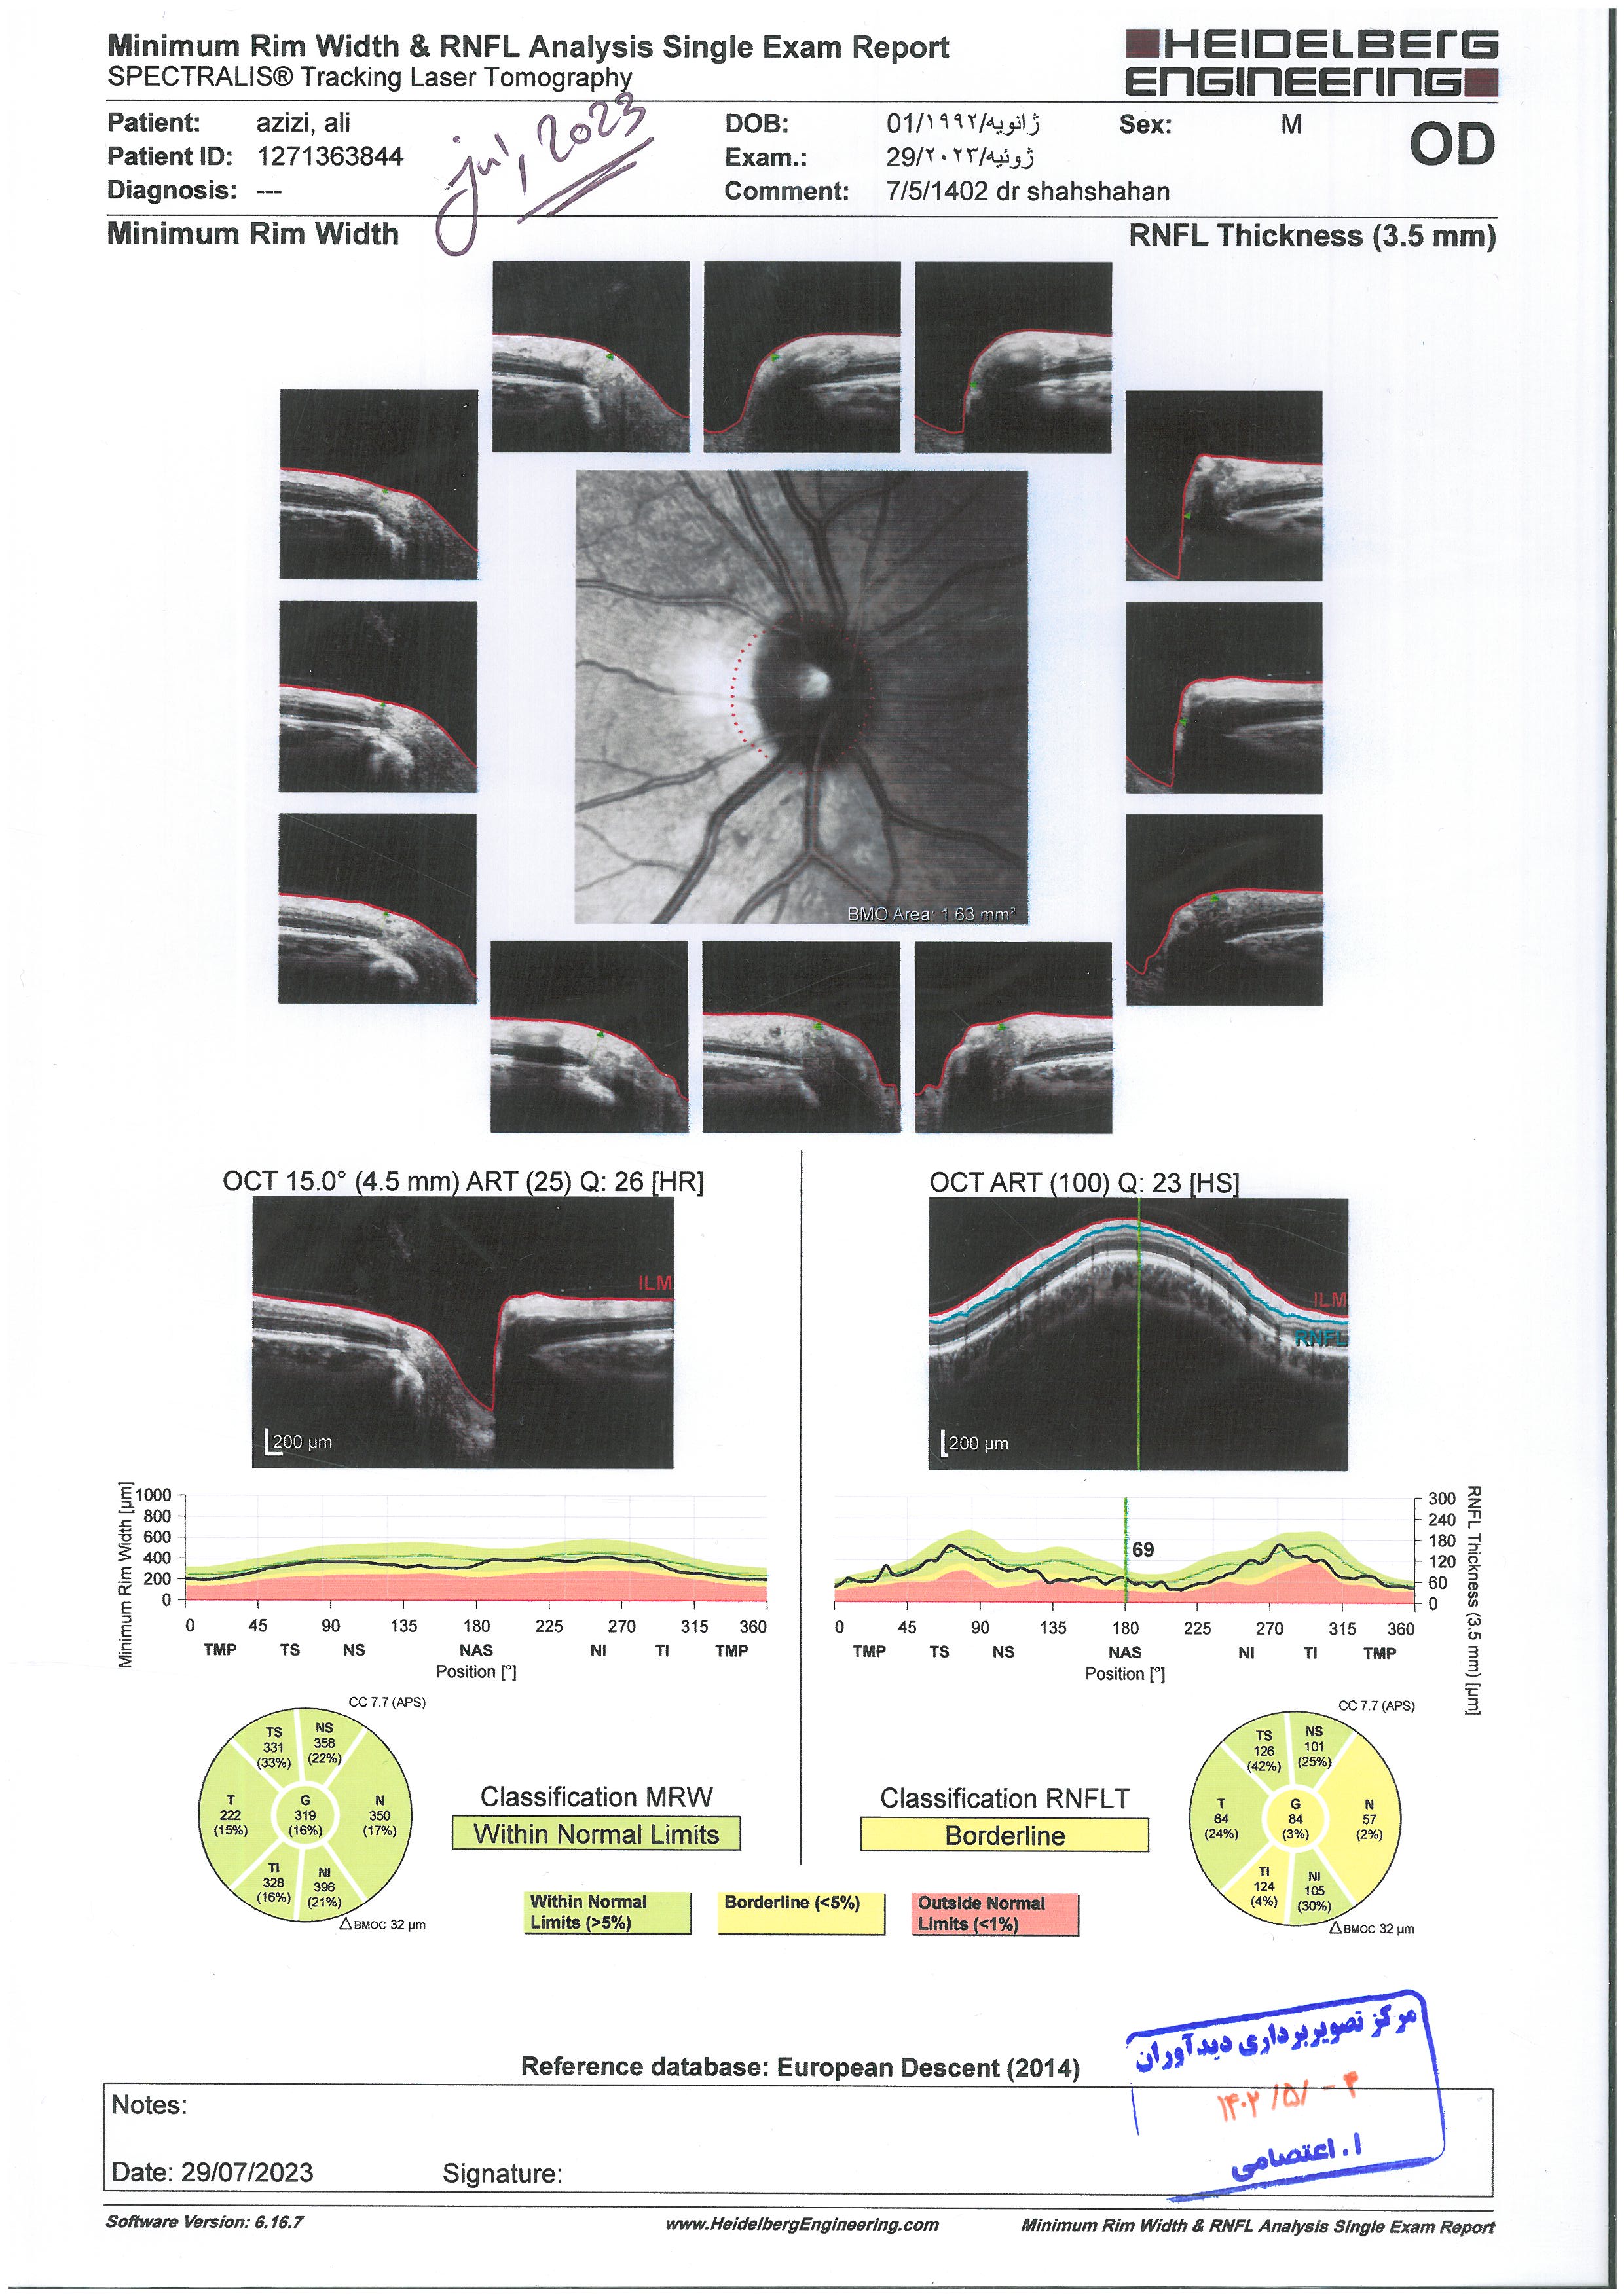 Minimum Rim Width & RNFL Analysis Single Exam Report
SPECTRALIS® Tracking Laser Tomography
HEIDELBERG
ENGINEERING
Patient: azizi, ali
Patient ID: 1271363844
Diagnosis: ---
jul, 2023
DOB: 01/ژانویه/۱۹۹۲
Exam.: 29/ژوئیه/۲۰۲۳
Comment: 7/5/1402 dr shahshahan
Sex: M
OD
Minimum Rim Width
RNFL Thickness (3.5 mm)
BMO Area: 1.63 mm²
OCT 15.0° (4.5 mm) ART (25) Q: 26 [HR]
ILM
200 µm
OCT ART (100) Q: 23 [HS]
ILM
RNFL
200 µm
Minimum Rim Width [µm]
1000
800
600
400
200
0
0 45 90 135 180 225 270 315 360
TMP TS NS NAS NI TI TMP
Position [°]
69
300
240
180
120
60
0
RNFL Thickness (3.5 mm) [µm]
0 45 90 135 180 225 270 315 360
TMP TS NS NAS NI TI TMP
Position [°]
CC 7.7 (APS)
TS
331
(33%)
NS
358
(22%)
T
222
(15%)
G
319
(16%)
N
350
(17%)
TI
328
(16%)
NI
396
(21%)
△ BMOC 32 µm
Classification MRW
Within Normal Limits
Classification RNFLT
Borderline
CC 7.7 (APS)
TS
126
(42%)
NS
101
(25%)
T
64
(24%)
G
84
(3%)
N
57
(2%)
TI
124
(4%)
NI
105
(30%)
△ BMOC 32 µm
Within Normal
Limits (>5%)
Borderline (<5%)
Outside Normal
Limits (<1%)
Reference database: European Descent (2014)
مرکز تصویربرداری دیدآوران
۱۴۰۲ /۵/ -۴
ا. اعتصامی
Notes:
Date: 29/07/2023
Signature:
Software Version: 6.16.7
www.HeidelbergEngineering.com
Minimum Rim Width & RNFL Analysis Single Exam Report